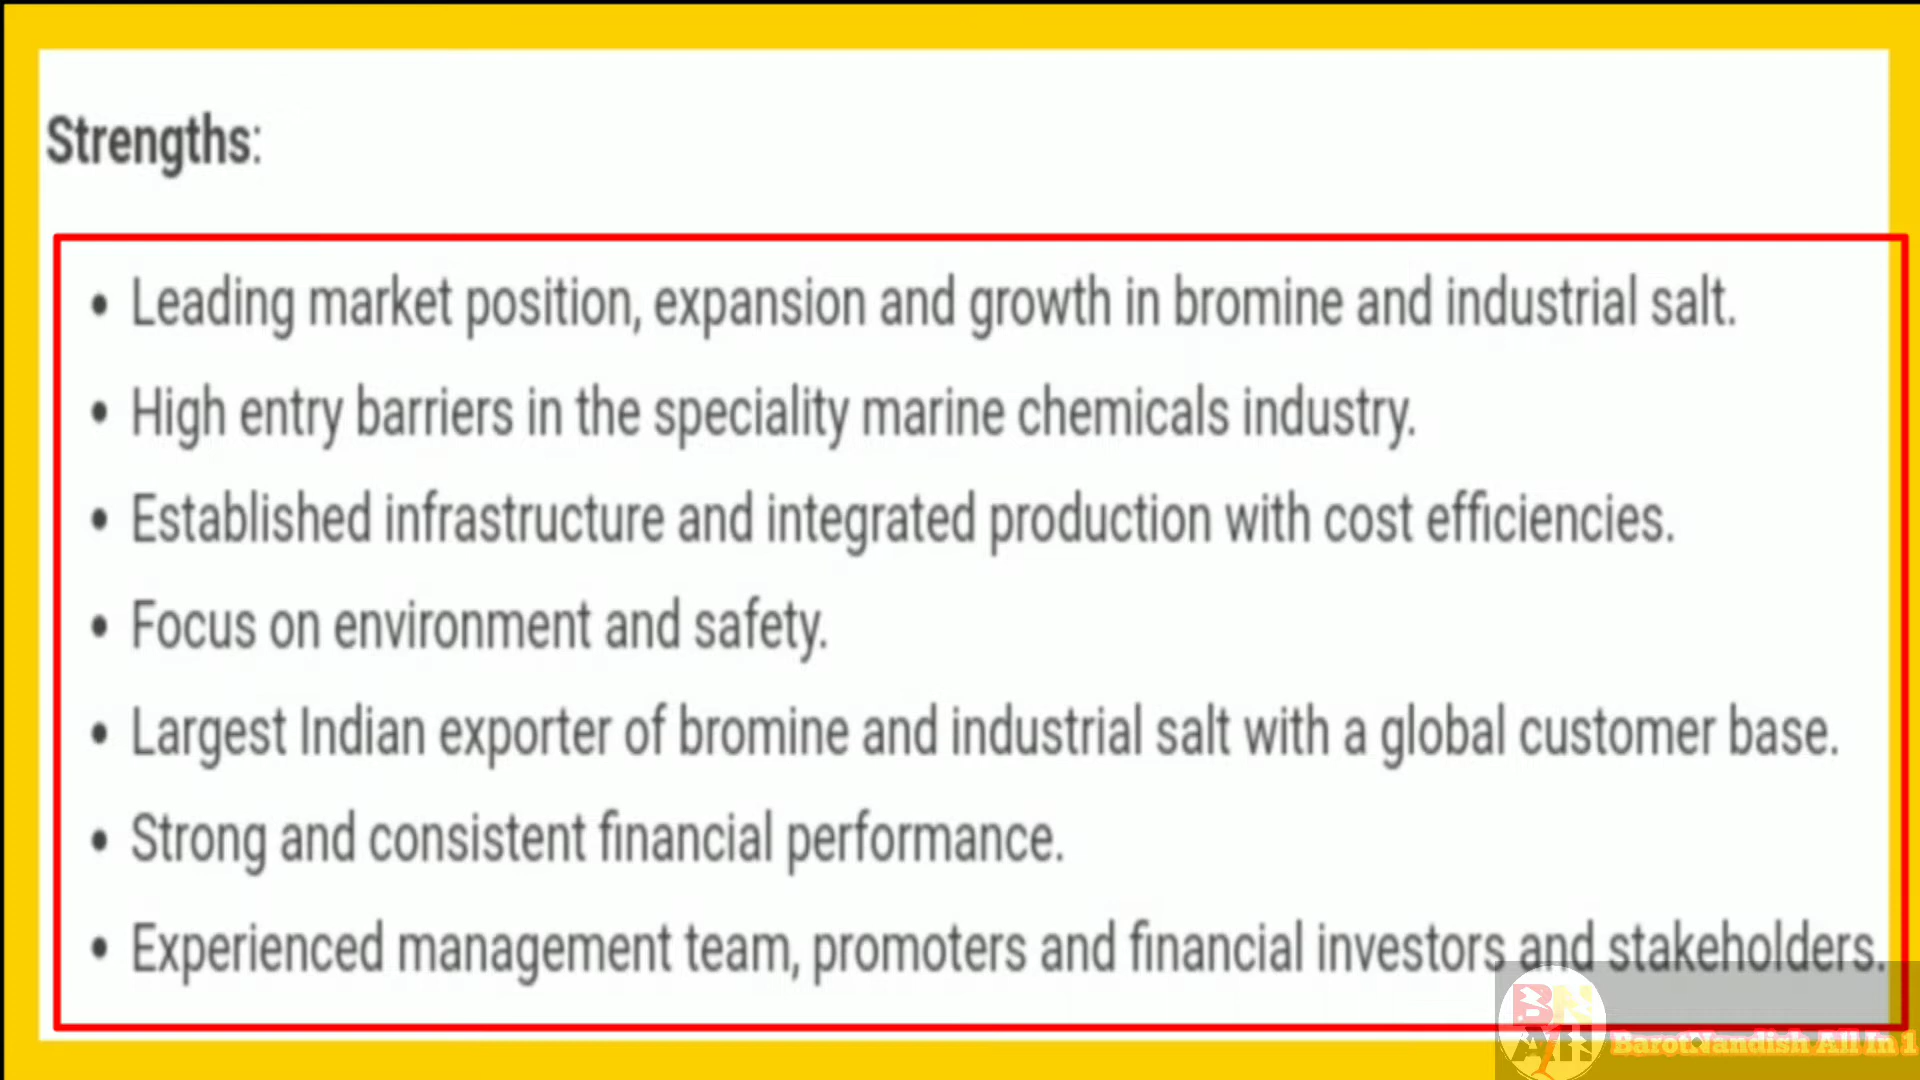 Strengths:
• Leading market position, expansion and growth in bromine and industrial salt.
• High entry barriers in the speciality marine chemicals industry.
• Established infrastructure and integrated production with cost efficiencies.
• Focus on environment and safety.
• Largest Indian exporter of bromine and industrial salt with a global customer base.
• Strong and consistent financial performance.
• Experienced management team, promoters and financial investors and stakeholders.
All In 1